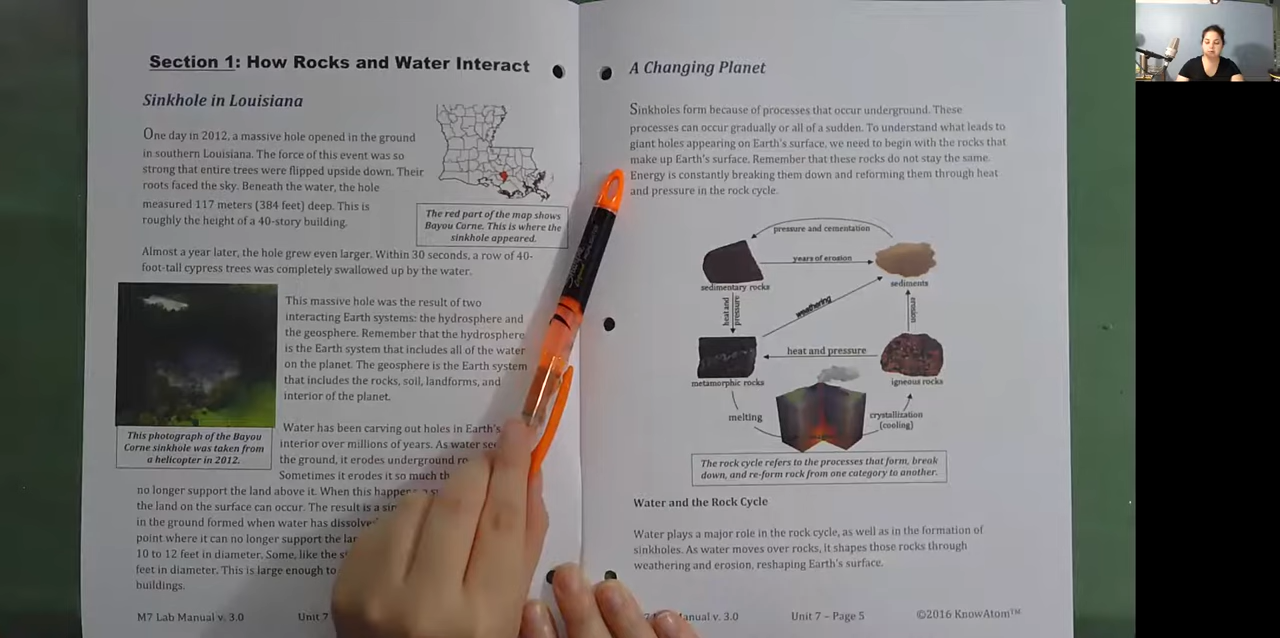 Section 1: How Rocks and Water Interact
Sinkhole in Louisiana
One day in 2012, a massive hole opened in the ground
in southern Louisiana. The force of this event was so
strong that entire trees were flipped upside down. Their
roots faced the sky. Beneath the water, the hole
measured 117 meters (384 feet) deep. This is
roughly the height of a 40-story building.
The red part of the map shows
Bayou Corne. This is where the
sinkhole appeared.
Almost a year later, the hole grew even larger. Within 30 seconds, a row of 40-
foot-tall cypress trees was completely swallowed up by the water.
This massive hole was the result of two
interacting Earth systems: the hydrosphere and
the geosphere. Remember that the hydrosphere
is the Earth system that includes all of the water
on the planet. The geosphere is the Earth system
that includes the rocks, soil, landforms, and
interior of the planet.
This photograph of the Bayou
Corne sinkhole was taken from
a helicopter in 2012.
Water has been carving out holes in Earth's
interior over millions of years. As water
the ground, it erodes underground
Sometimes it erodes it so much
no longer support the land above it. When this happens
the land on the surface can occur. The result is a
in the ground formed when water has
point where it can no longer support the
10 to 12 feet in diameter. Some, like the
feet in diameter. This is large enough to
buildings.
M7 Lab Manual v. 3.0
Unit 7
A Changing Planet
Sinkholes form because of processes that occur underground. These
processes can occur gradually or all of a sudden. To understand what leads to
giant holes appearing on Earth's surface, we need to begin with the rocks that
make up Earth's surface. Remember that these rocks do not stay the same.
Energy is constantly breaking them down and reforming them through heat
and pressure in the rock cycle.
pressure and cementation
years of erosion
sedimentary rocks
sediments
heat and
pressure
weathering
erosion
heat and pressure
metamorphic rocks
igneous rocks
melting
crystallization
(cooling)
The rock cycle refers to the processes that form, break
down, and re-form rock from one category to another.
Water and the Rock Cycle
Water plays a major role in the rock cycle, as well as in the formation of
sinkholes. As water moves over rocks, it shapes those rocks through
weathering and erosion, reshaping Earth's surface.
Manual v. 3.0
Unit 7 – Page 5
©2016 KnowAtom™